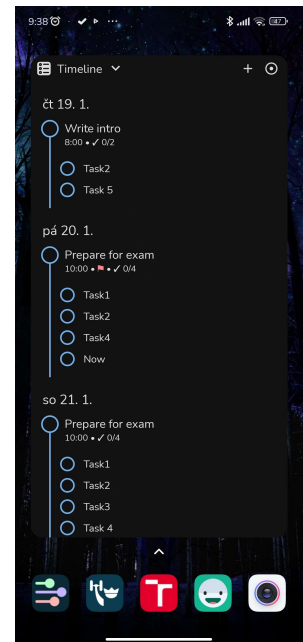 9:38
47
Timeline
čt 19. 1.
Write intro
8:00 • ✓ 0/2
Task2
Task 5
pá 20. 1.
Prepare for exam
10:00 • • ✓ 0/4
Task1
Task2
Task4
Now
so 21. 1.
Prepare for exam
10:00 • ✓ 0/4
Task1
Task2
Task3
Task 4